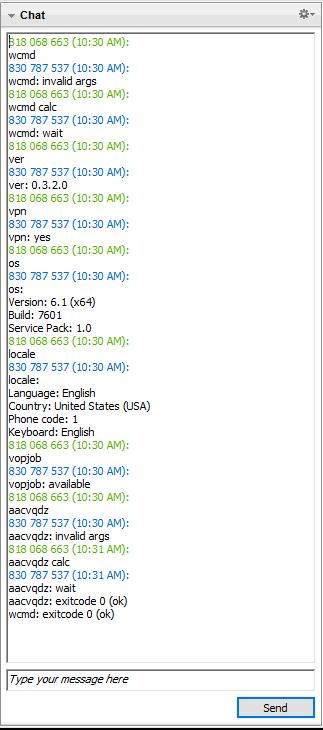 Chat
818 068 663 (10:30 AM):
wcmd
830 787 537 (10:30 AM):
wcmd: invalid args
818 068 663 (10:30 AM):
wcmd calc
830 787 537 (10:30 AM):
wcmd: wait
818 068 663 (10:30 AM):
ver
830 787 537 (10:30 AM):
ver: 0.3.2.0
818 068 663 (10:30 AM):
vpn
830 787 537 (10:30 AM):
vpn: yes
818 068 663 (10:30 AM):
os
830 787 537 (10:30 AM):
os:
Version: 6.1 (x64)
Build: 7601
Service Pack: 1.0
818 068 663 (10:30 AM):
locale
830 787 537 (10:30 AM):
locale:
Language: English
Country: United States (USA)
Phone code: 1
Keyboard: English
818 068 663 (10:30 AM):
vopjob
830 787 537 (10:30 AM):
vopjob: available
818 068 663 (10:30 AM):
aacvqdz
830 787 537 (10:30 AM):
aacvqdz: invalid args
818 068 663 (10:31 AM):
aacvqdz calc
830 787 537 (10:31 AM):
aacvqdz: wait
aacvqdz: exitcode 0 (ok)
wcmd: exitcode 0 (ok)
Type your message here
Send